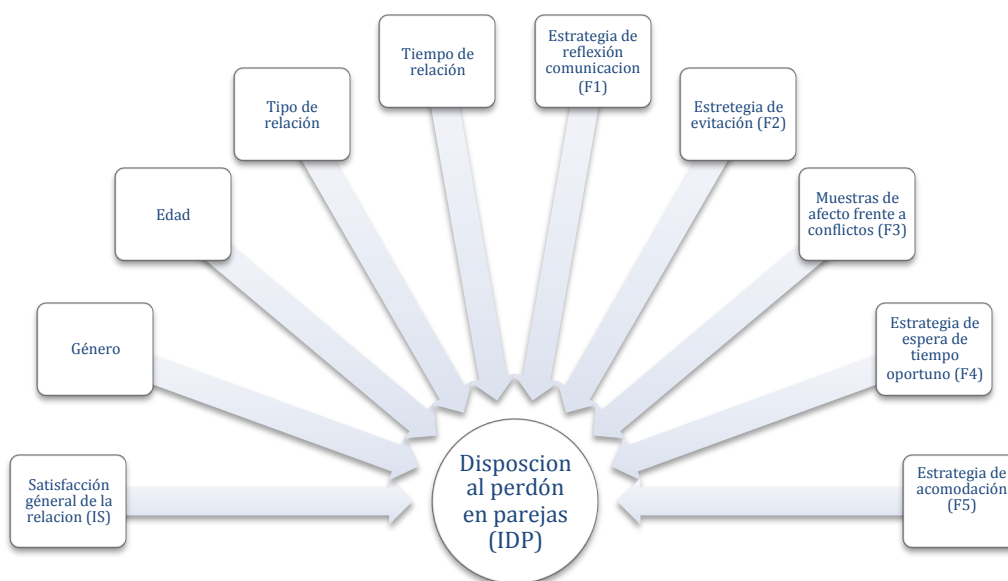 Satisfacción
géneral de la
relacion (IS)
Género
Edad
Tipo de
relación
Tiempo de
relación
Estrategia de
reflexión
comunicacion
(F1)
Estretegia de
evitación (F2)
Muestras de
afecto frente a
conflictos (F3)
Estrategia de
espera de
tiempo
oportuno (F4)
Estrategia de
acomodación
(F5)
Disposcion
al perdón
en parejas
(IDP)